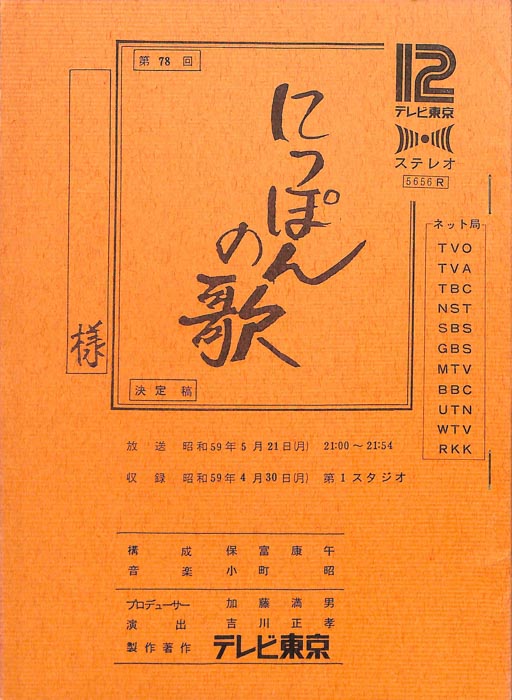 第 78 回
にっぽん
の歌
決定稿
様
12
テレビ東京
ステレオ
5656R
ネット局
TVO
TVA
TBC
NST
SBS
GBS
MTV
BBC
UTN
WTV
RKK
放送 昭和59年5月21日(月) 21:00～21:54
収録 昭和59年4月30日(月) 第1スタジオ
構成 保富康午
音楽 小町昭
プロデューサー 加藤満男
演出 吉川正孝
製作著作 テレビ東京